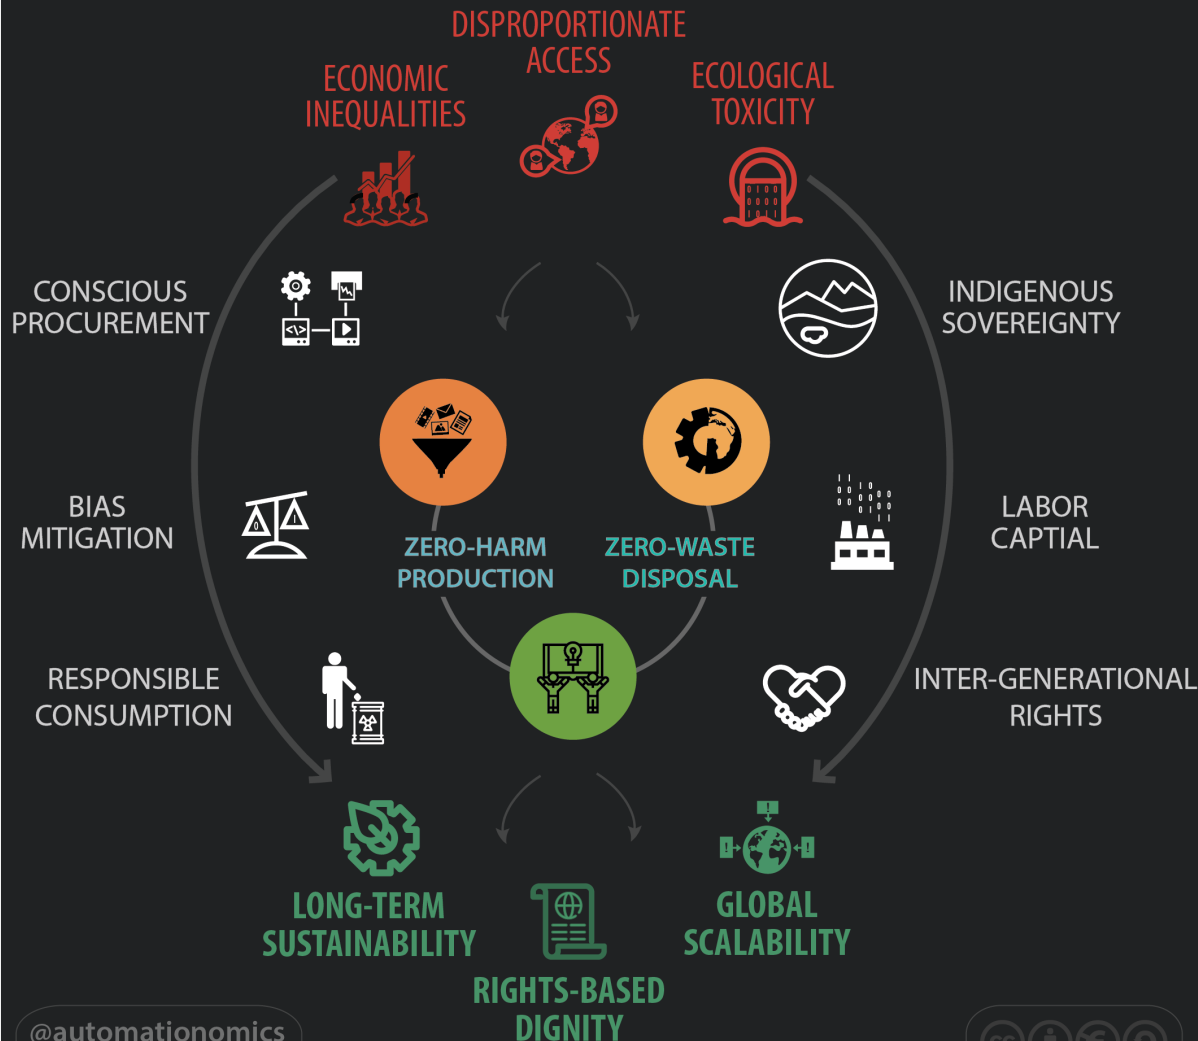 DISPROPORTIONATE
ACCESS
ECONOMIC
INEQUALITIES
ECOLOGICAL
TOXICITY
CONSCIOUS
PROCUREMENT
INDIGENOUS
SOVEREIGNTY
BIAS
MITIGATION
LABOR
CAPTIAL
ZERO-HARM
PRODUCTION
ZERO-WASTE
DISPOSAL
RESPONSIBLE
CONSUMPTION
INTER-GENERATIONAL
RIGHTS
LONG-TERM
SUSTAINABILITY
GLOBAL
SCALABILITY
RIGHTS-BASED
DIGNITY
@automationomics